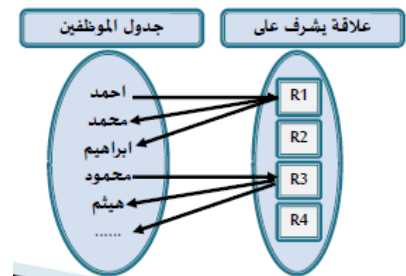 علاقة يشرف على
جدول الموظفين
احمد
محمد
ابراهيم
محمود
هيثم
......
R1
R2
R3
R4